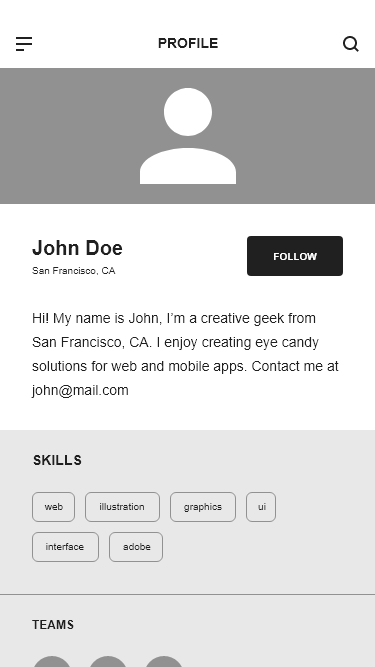 PROFILE
John Doe
FOLLOW
San Francisco, CA
Hi! My name is John, I'm a creative geek from
San Francisco, CA. I enjoy creating eye candy
solutions for web and mobile apps. Contact me at
john@mail.com
SKILLS
web illustration graphics ui
interface adobe
TEAMS